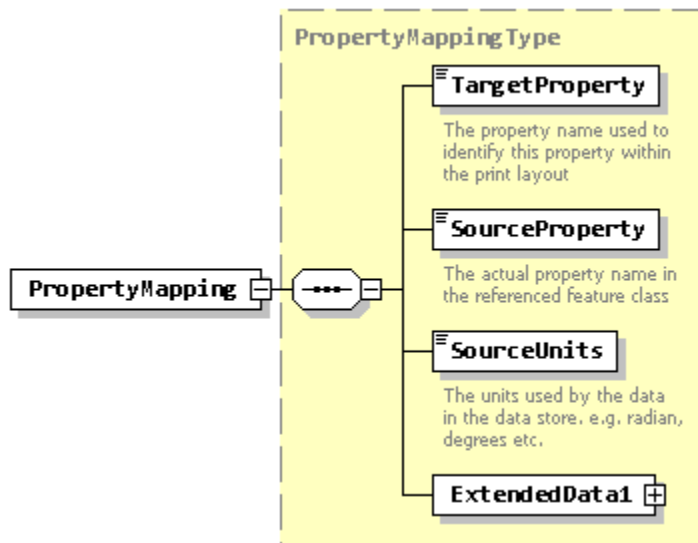 PropertyMappingType
TargetProperty
The property name used to
identify this property within
the print layout
SourceProperty
The actual property name in
the referenced feature class
PropertyMapping
SourceUnits
The units used by the data
in the data store. e.g. radian,
degrees etc.
ExtendedData1